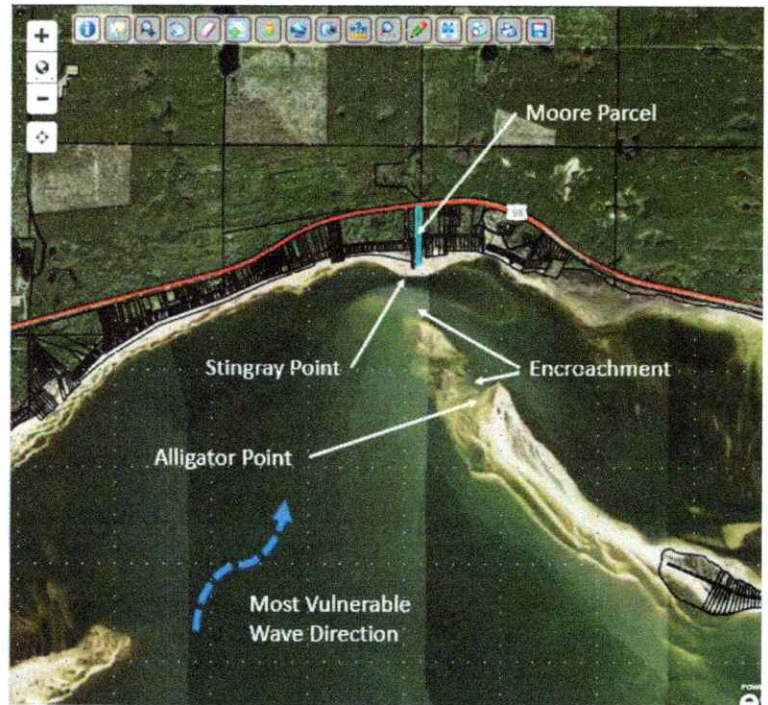 Moore Parcel
98
Stingray Point
Encroachment
Alligator Point
Most Vulnerable
Wave Direction